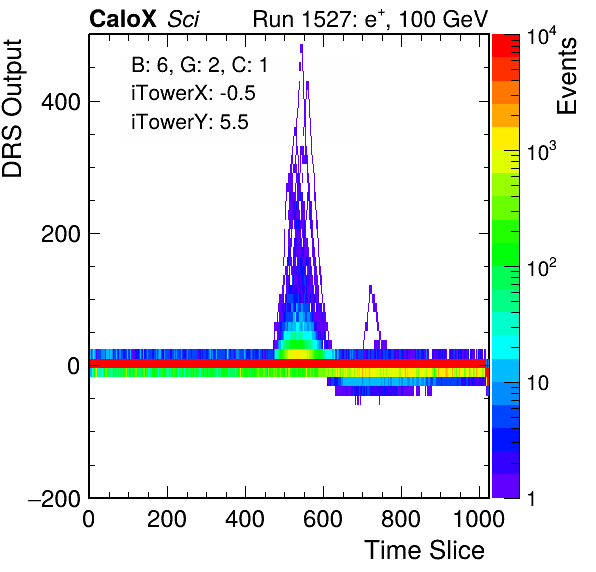 CaloX Sci Run 1527: e⁺, 100 GeV
B: 6, G: 2, C: 1
iTowerX: -0.5
iTowerY: 5.5
DRS Output
400
200
0
−200
0 200 400 600 800 1000
Time Slice
Events
10⁴
10³
10²
10
1